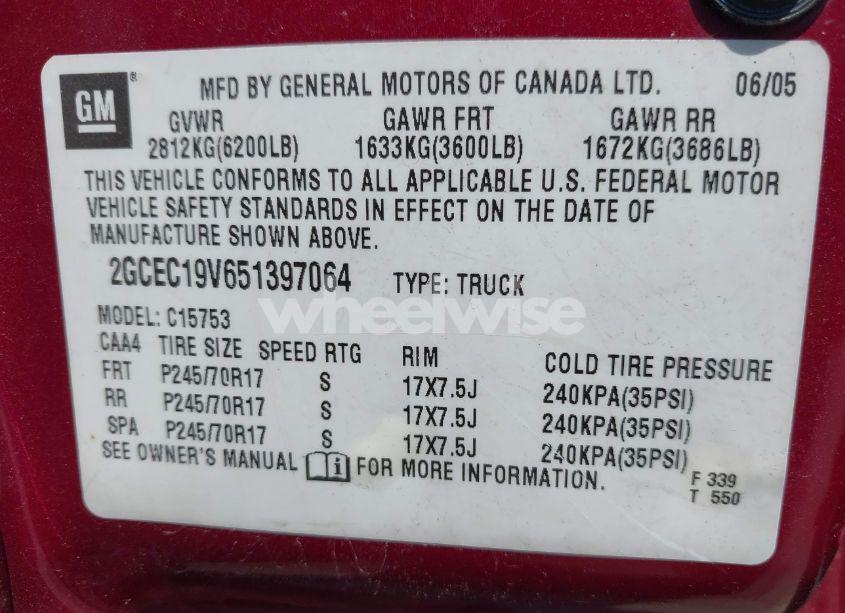 GM® MFD BY GENERAL MOTORS OF CANADA LTD. 06/05
GVWR GAWR FRT GAWR RR
2812KG(6200LB) 1633KG(3600LB) 1672KG(3686LB)
THIS VEHICLE CONFORMS TO ALL APPLICABLE U.S. FEDERAL MOTOR
VEHICLE SAFETY STANDARDS IN EFFECT ON THE DATE OF
MANUFACTURE SHOWN ABOVE.
2GCEC19V651397064 TYPE: TRUCK
wheelwise
MODEL: C15753
CAA4 TIRE SIZE SPEED RTG RIM COLD TIRE PRESSURE
FRT P245/70R17 S 17X7.5J 240KPA(35PSI)
RR P245/70R17 S 17X7.5J 240KPA(35PSI)
SPA P245/70R17 S 17X7.5J 240KPA(35PSI)
SEE OWNER'S MANUAL FOR MORE INFORMATION.
F 339
T 550